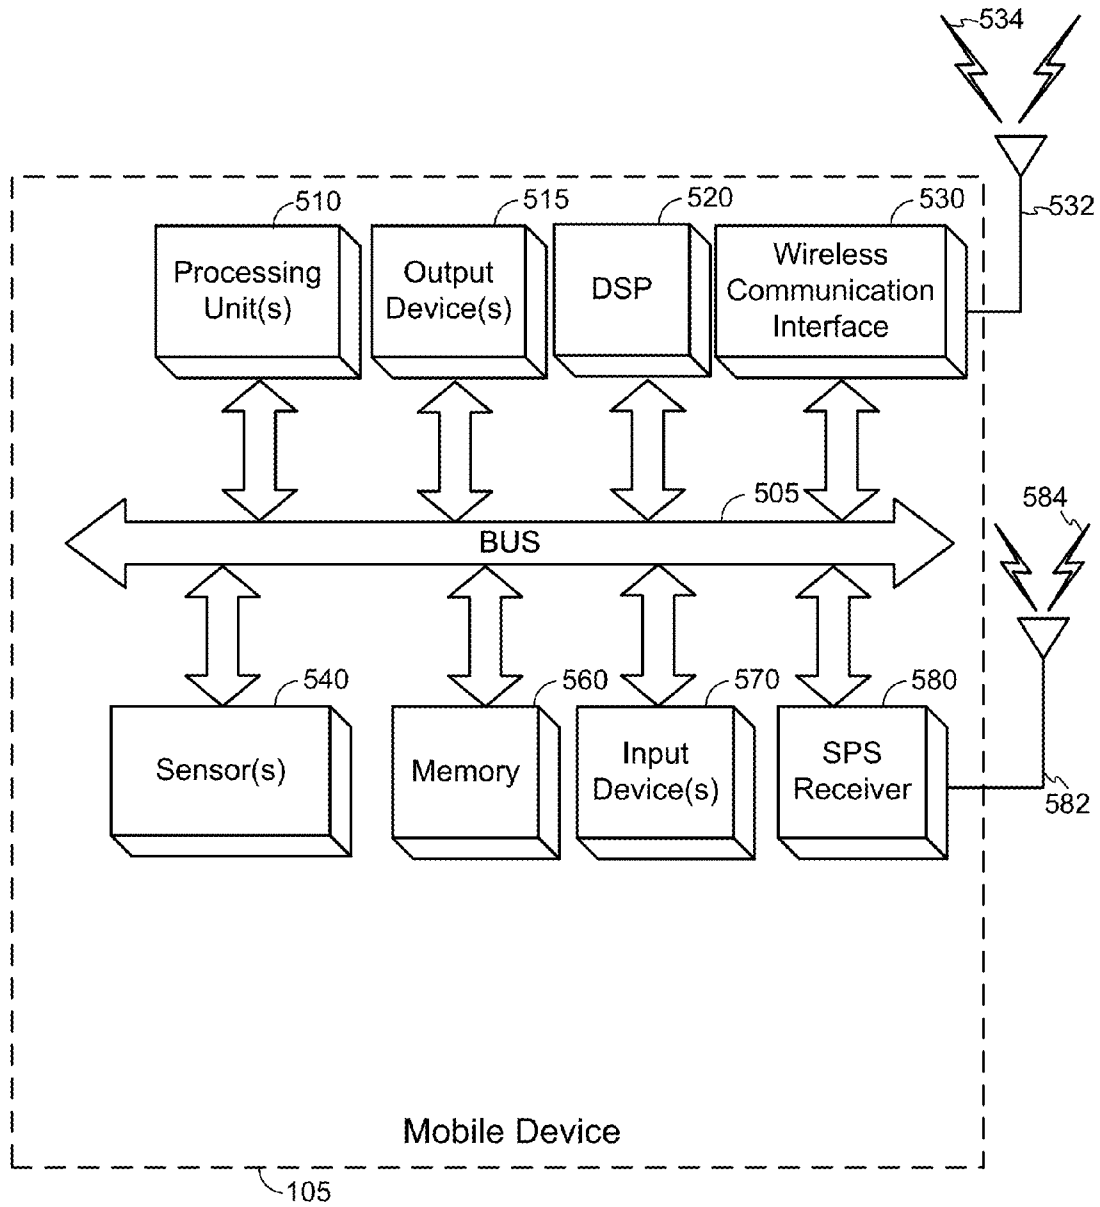 534
532
510
515
520
530
Processing
Unit(s)
Output
Device(s)
DSP
Wireless
Communication
Interface
505
BUS
584
540
560
570
580
Sensor(s)
Memory
Input
Device(s)
SPS
Receiver
582
Mobile Device
105